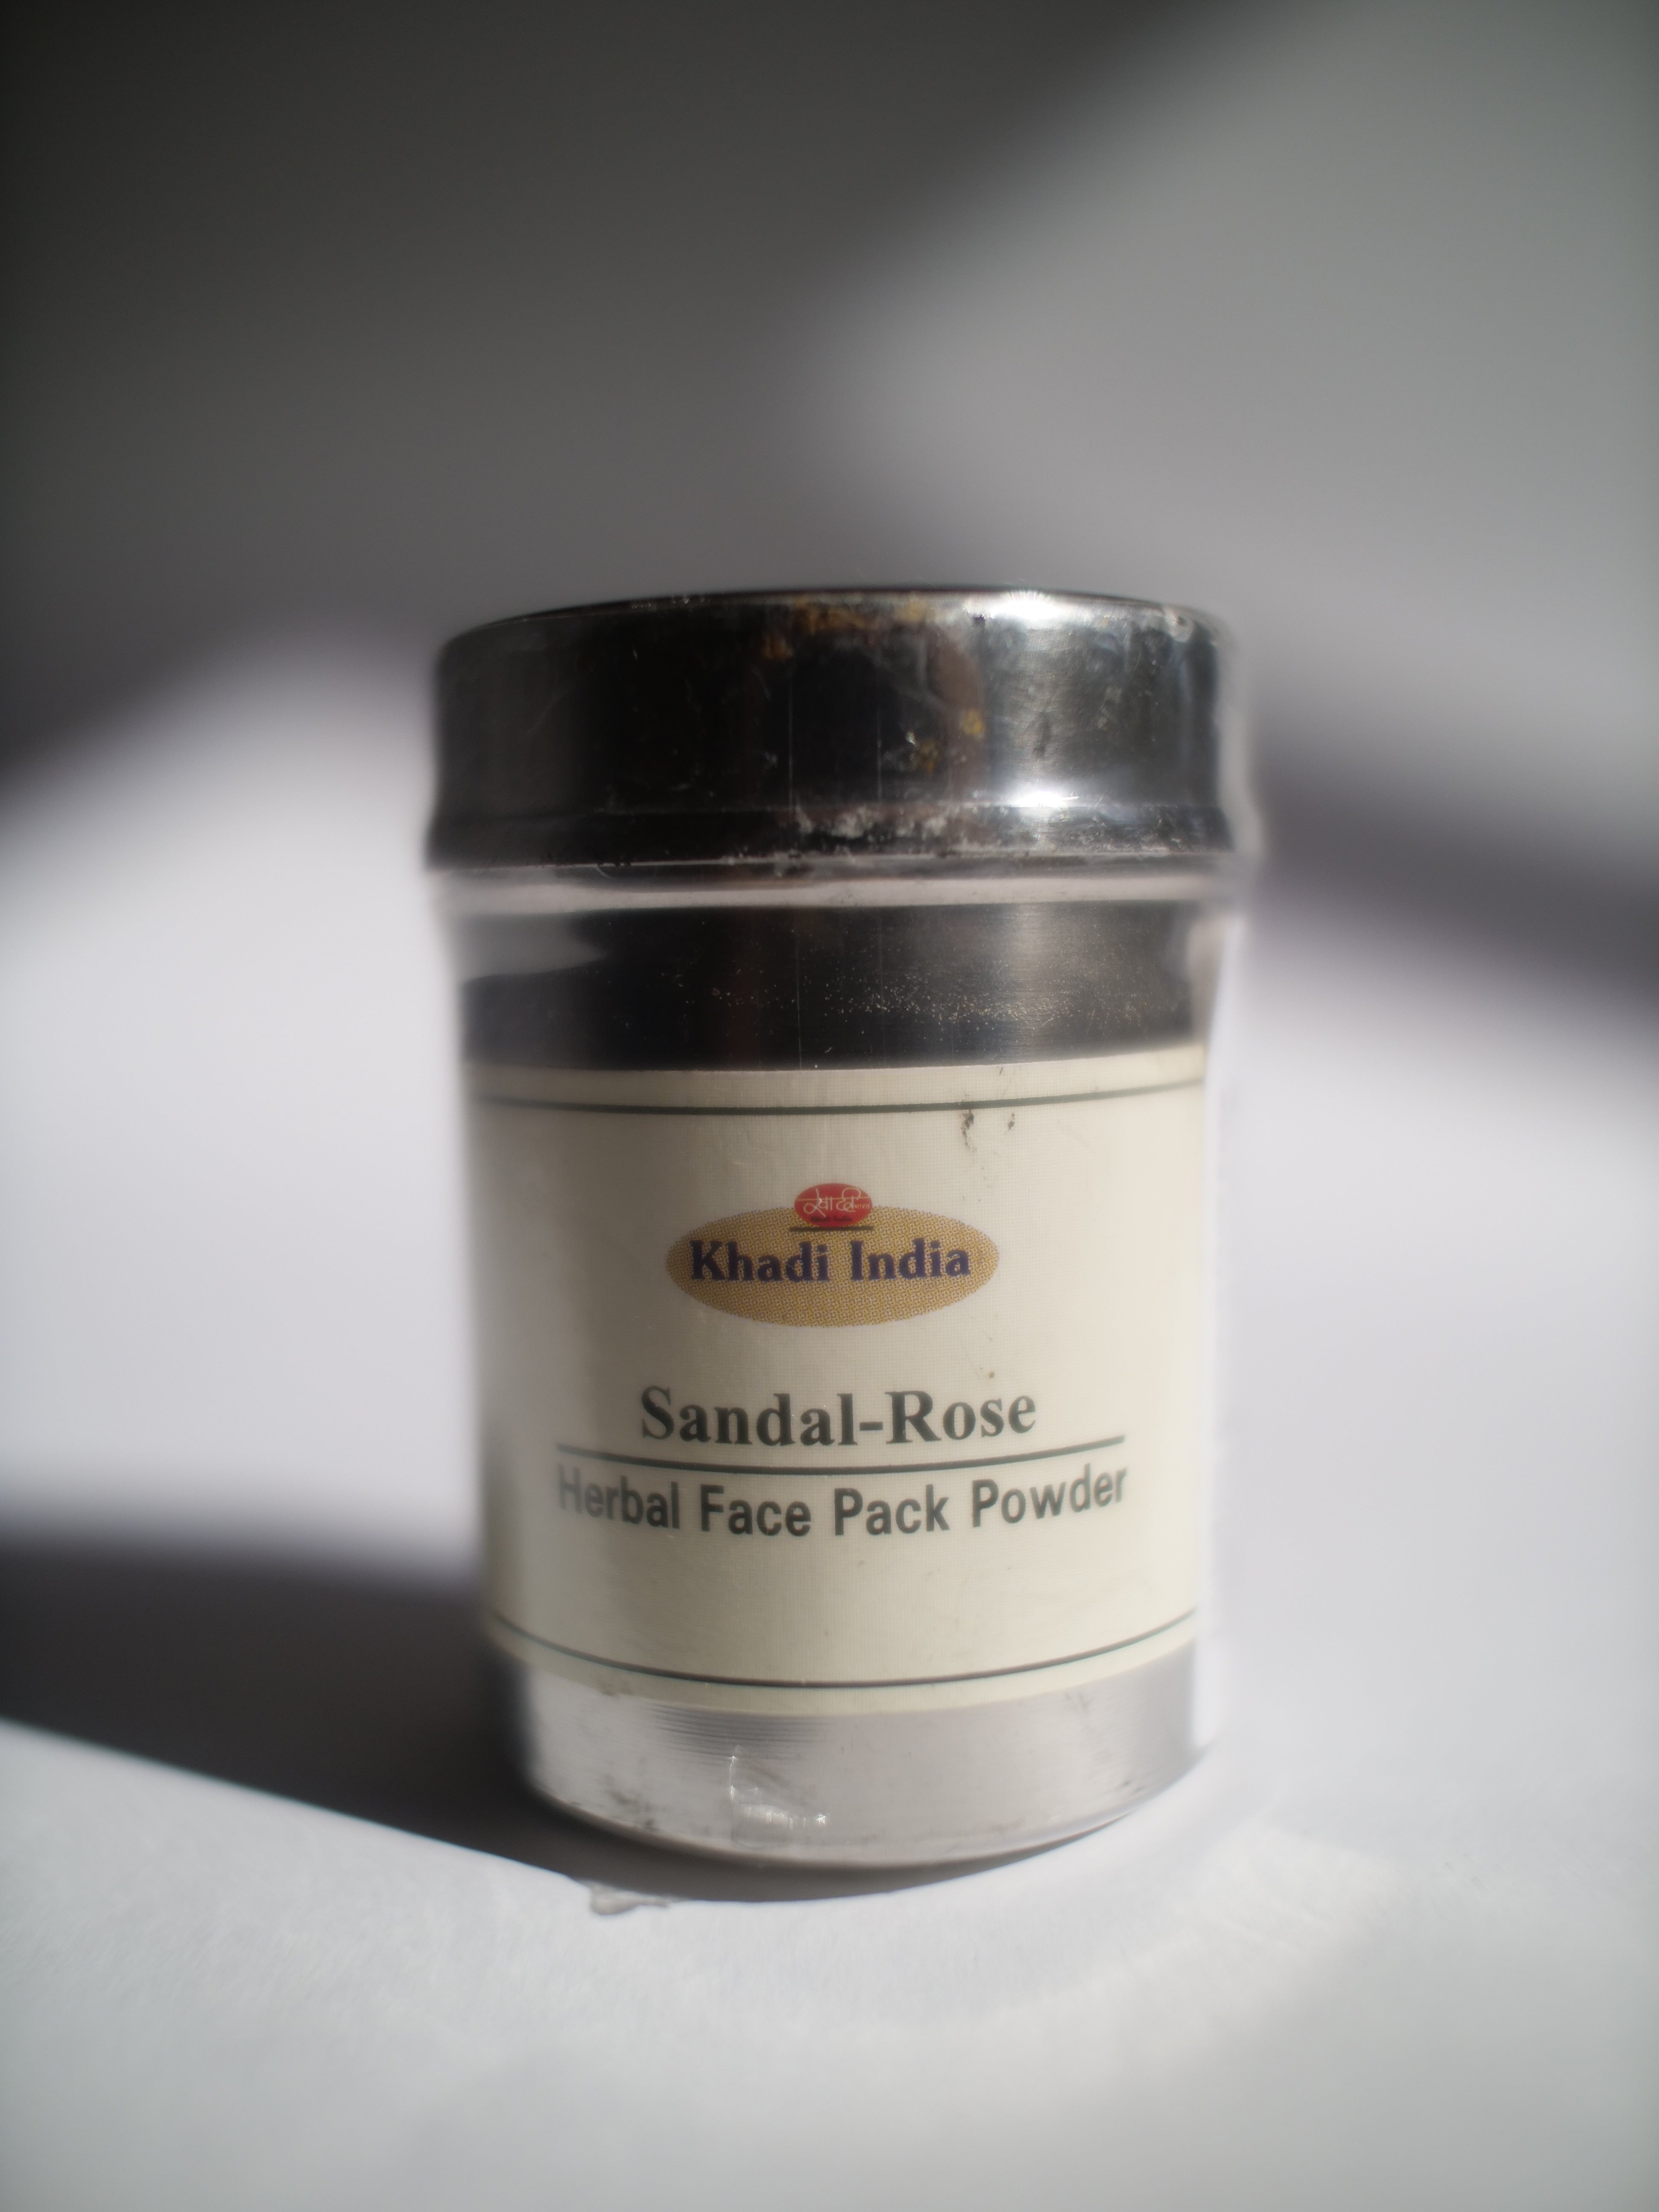 खादी
Khadi India
Sandal-Rose
Herbal Face Pack Powder